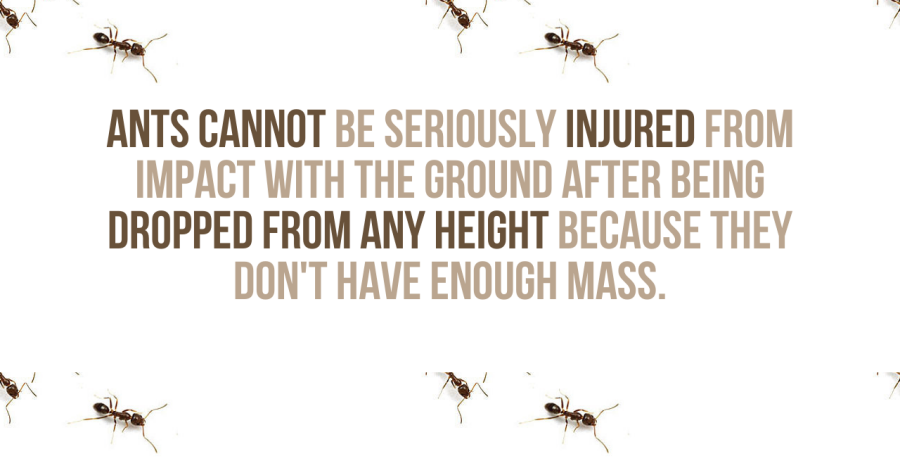 ANTS CANNOT BE SERIOUSLY INJURED FROM
IMPACT WITH THE GROUND AFTER BEING
DROPPED FROM ANY HEIGHT BECAUSE THEY
DON'T HAVE ENOUGH MASS.